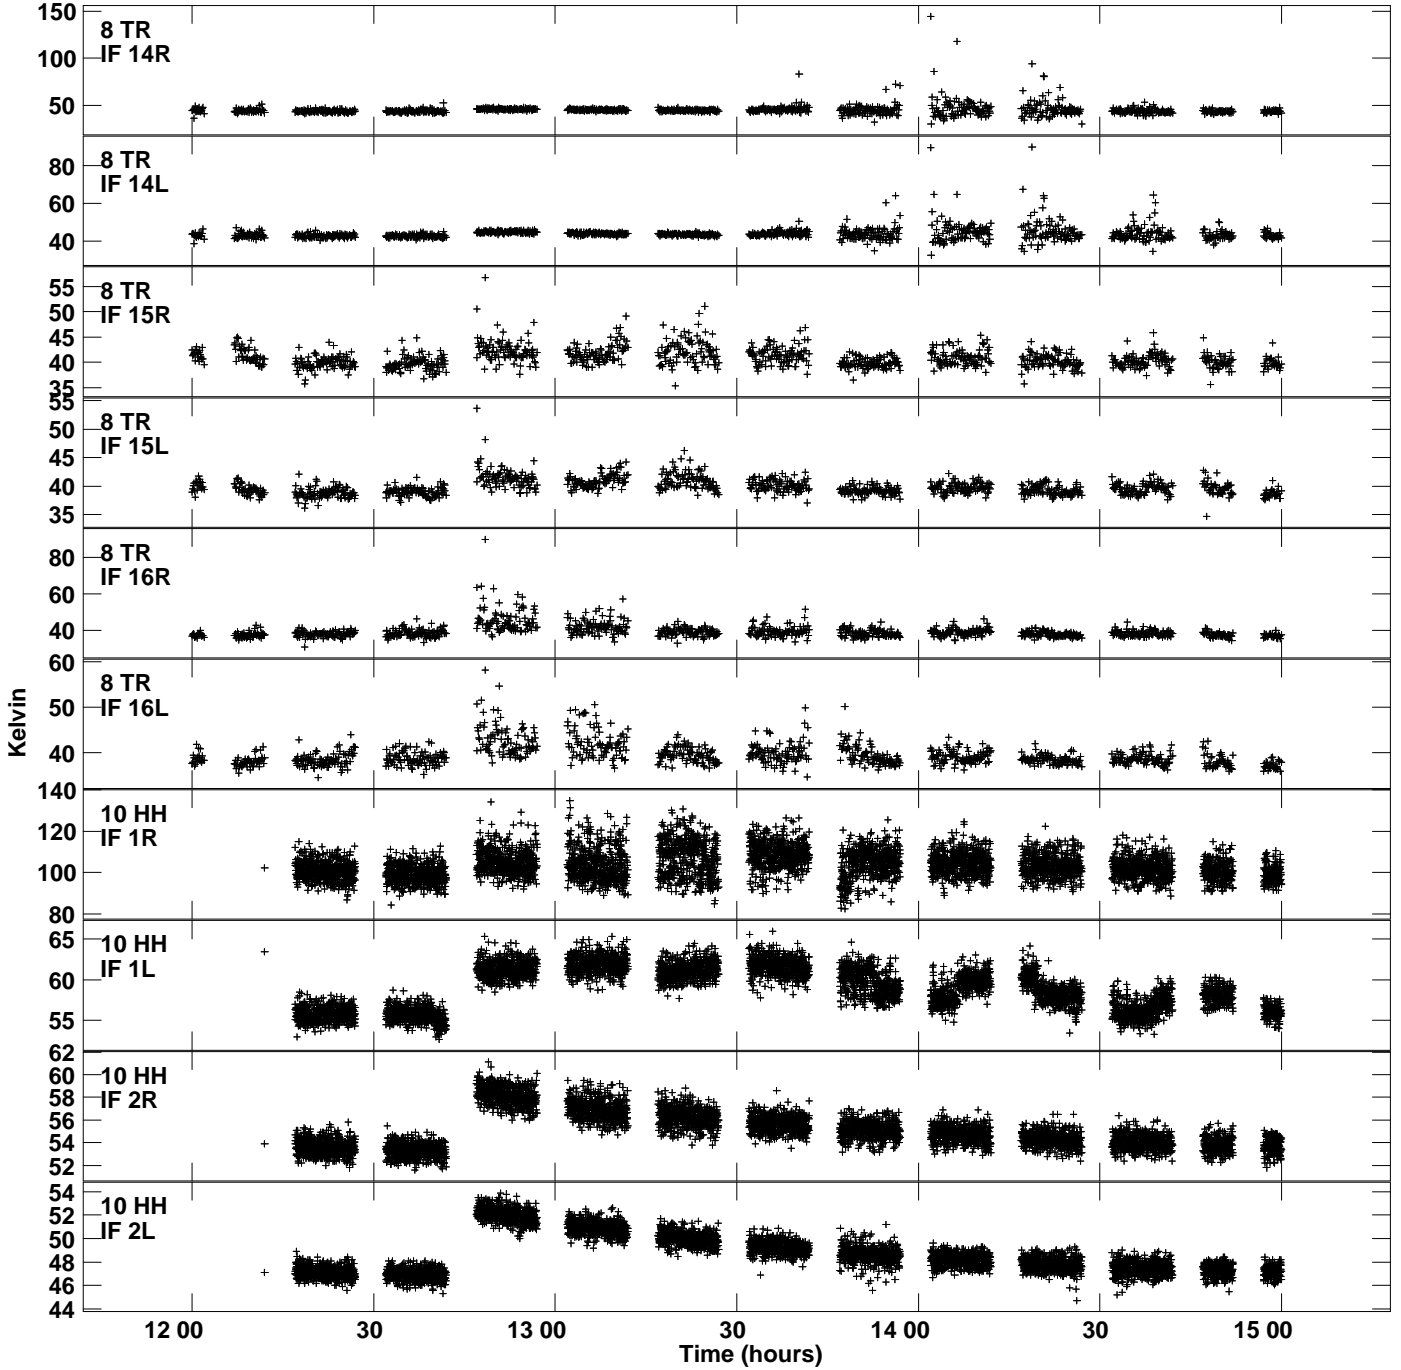 8 TR
IF 14R
150
100
50
8 TR
IF 14L
80
60
40
8 TR
IF 15R
55
50
45
40
35
8 TR
IF 15L
55
50
45
40
35
8 TR
IF 16R
80
60
40
8 TR
IF 16L
60
50
40
10 HH
IF 1R
140
120
100
80
10 HH
IF 1L
65
60
55
10 HH
IF 2R
62
60
58
56
54
52
10 HH
IF 2L
54
52
50
48
46
44
Kelvin
12 00 30 13 00 30 14 00 30 15 00
Time (hours)